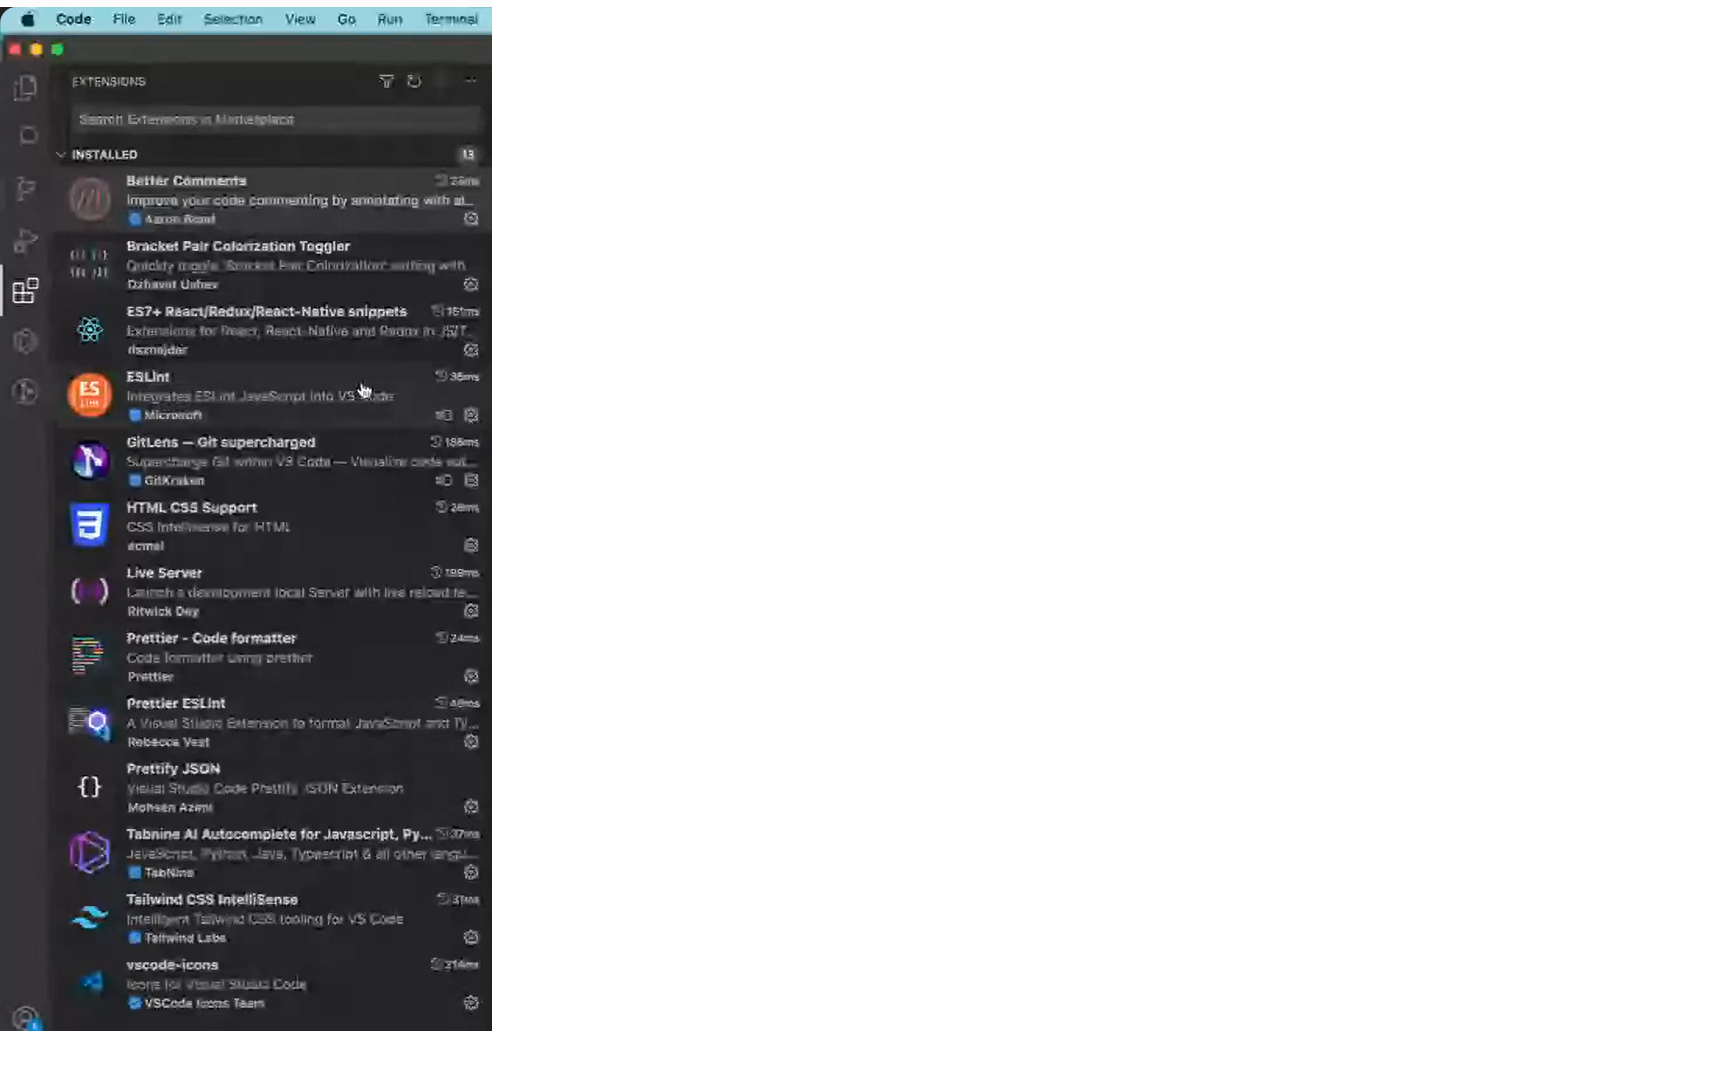 Code File Edit Selection View Go Run Terminal
EXTENSIONS
Search Extensions in Marketplace
INSTALLED 13
Better Comments
Improve your code commenting by annotating with al...
Aaron Bond
Bracket Pair Colorization Toggler
Quickly toggle 'Bracket Pair Colorization' setting with
Dzhavat Ushev
ES7+ React/Redux/React-Native snippets 161ms
Extensions for React, React-Native and Redux in JS/T...
dsznajder
ESLint 36ms
Integrates ESLint JavaScript into VS Code
Microsoft
GitLens — Git supercharged
Supercharge Git within VS Code — Visualize code aut...
GitKraken
HTML CSS Support
CSS Intellisense for HTML
ecmel
Live Server
Launch a development local Server with live reload fe...
Ritwick Dey
Prettier - Code formatter 24ms
Code formatter using prettier
Prettier
Prettier ESLint
A Visual Studio Extension to format JavaScript and Ty...
Rebecca Vest
Prettify JSON
Visual Studio Code Prettify JSON Extension
Mohsen Azimi
Tabnine AI Autocomplete for Javascript, Py... 37ms
JavaScript, Python, Java, Typescript & all other langu...
TabNine
Tailwind CSS IntelliSense 31ms
Intelligent Tailwind CSS tooling for VS Code
Tailwind Labs
vscode-icons 214ms
Icons for Visual Studio Code
VSCode Icons Team